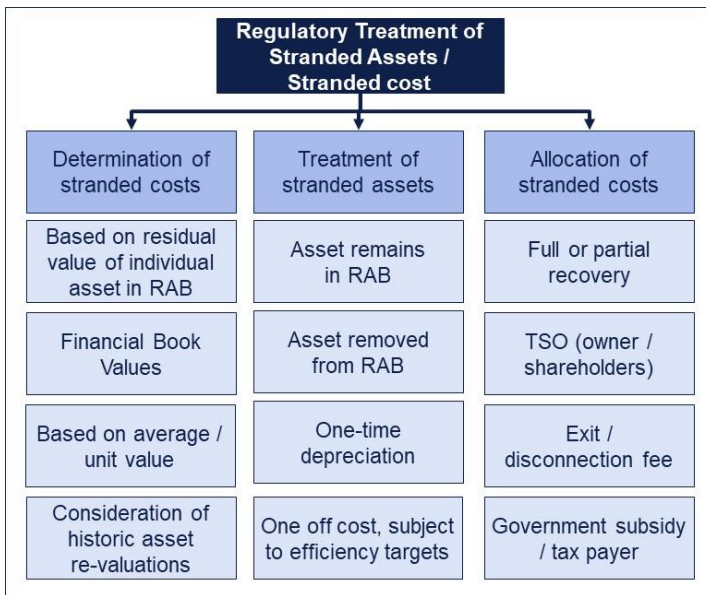 Regulatory Treatment of
Stranded Assets /
Stranded cost
Determination of
stranded costs
Based on residual
value of individual
asset in RAB
Financial Book
Values
Based on average /
unit value
Consideration of
historic asset
re-valuations
Treatment of
stranded assets
Asset remains
in RAB
Asset removed
from RAB
One-time
depreciation
One off cost, subject
to efficiency targets
Allocation of
stranded costs
Full or partial
recovery
TSO (owner /
shareholders)
Exit /
disconnection fee
Government subsidy
/ tax payer